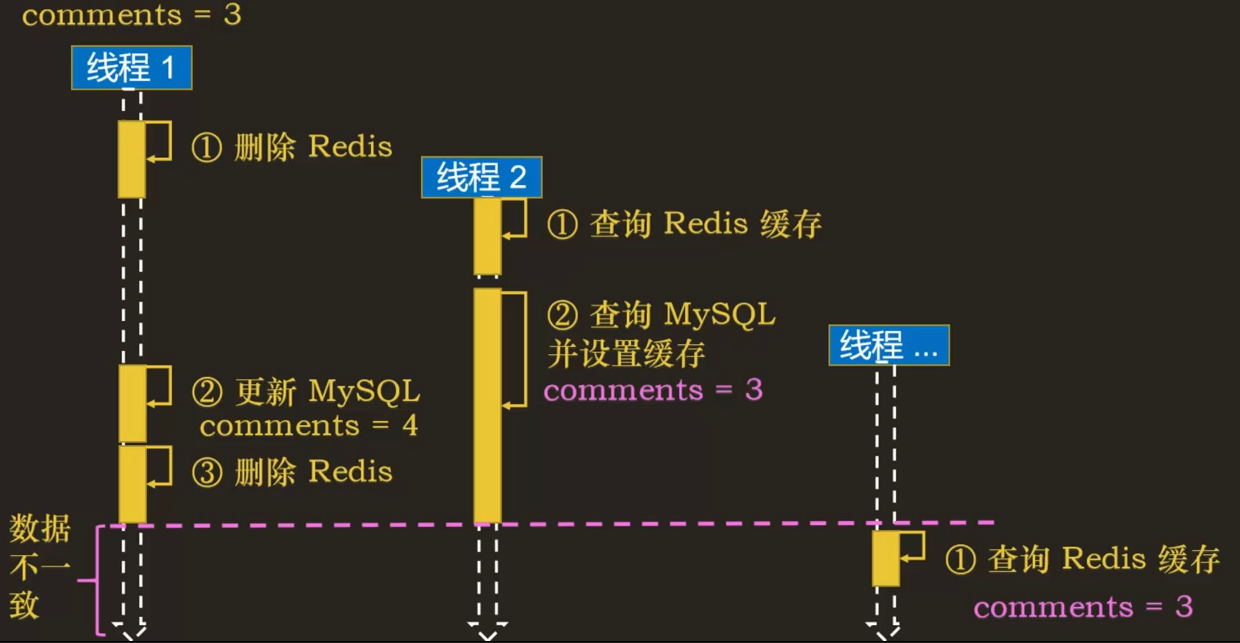 comments = 3
线程 1
① 删除 Redis
线程 2
① 查询 Redis 缓存
② 查询 MySQL
并设置缓存
comments = 3
线程 ...
② 更新 MySQL
comments = 4
③ 删除 Redis
数据
不一
致
① 查询 Redis 缓存
comments = 3